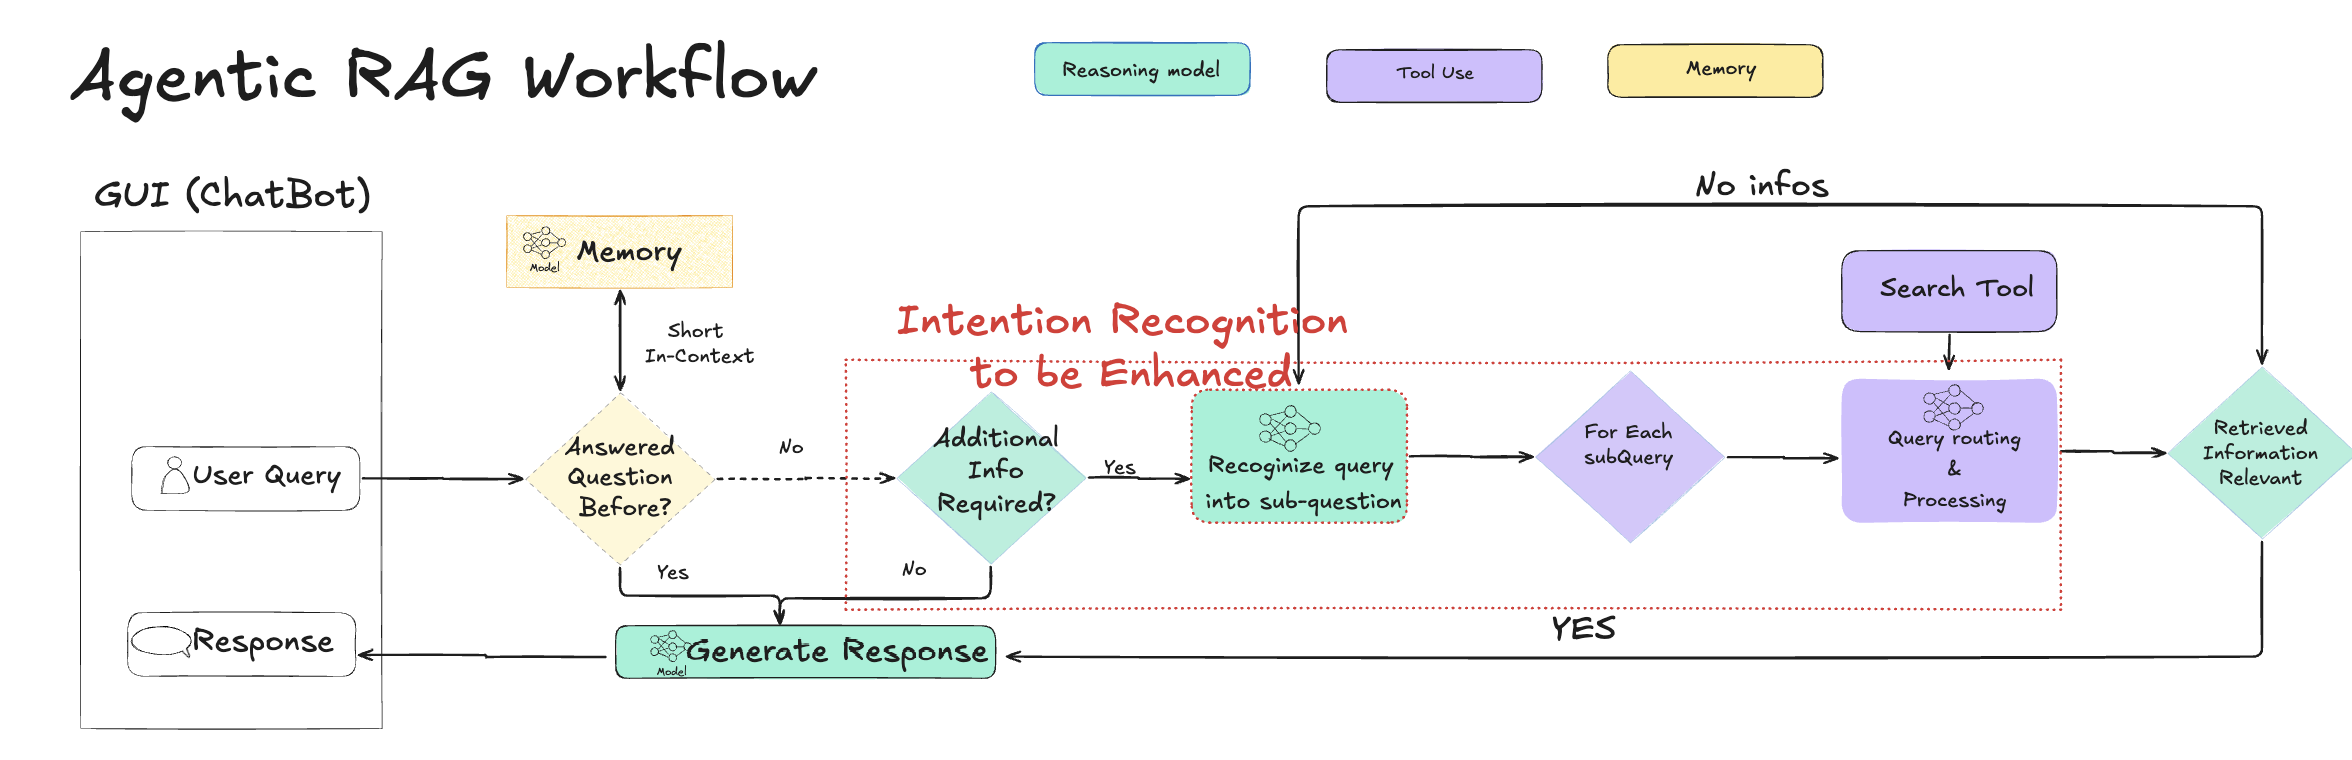 Agentic RAG Workflow
Reasoning model
Tool Use
Memory
GUI (ChatBot)
No infos
Model
Memory
Search Tool
Short
In-Context
Intention Recognition
to be Enhanced
User Query
Answered
Question
Before?
No
Additional
Info
Required?
Yes
Recoginize query
into sub-question
For Each
subQuery
Query routing
&
Processing
Retrieved
Information
Relevant
Yes
No
YES
Response
Model
Generate Response